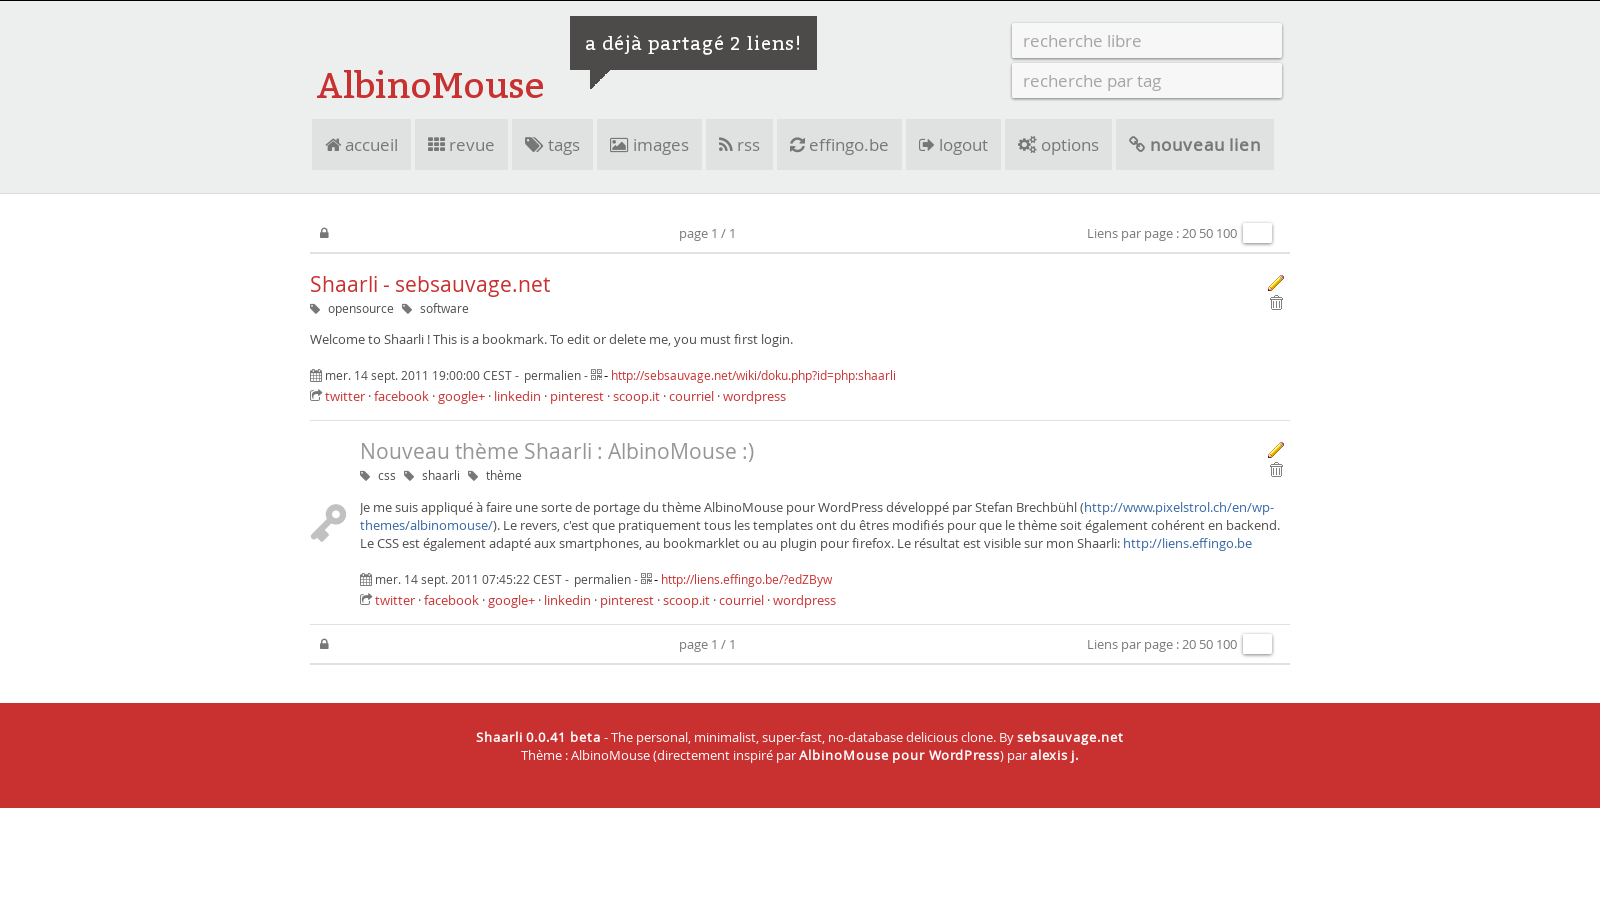 a déjà partagé 2 liens!
recherche libre
AlbinoMouse
recherche par tag
accueil revue tags images rss effingo.be logout options nouveau lien
page 1 / 1 Liens par page : 20 50 100
Shaarli - sebsauvage.net
opensource software
Welcome to Shaarli ! This is a bookmark. To edit or delete me, you must first login.
mer. 14 sept. 2011 19:00:00 CEST - permalien - - http://sebsauvage.net/wiki/doku.php?id=php:shaarli
twitter · facebook · google+ · linkedin · pinterest · scoop.it · courriel · wordpress
Nouveau thème Shaarli : AlbinoMouse :)
css shaarli thème
Je me suis appliqué à faire une sorte de portage du thème AlbinoMouse pour WordPress développé par Stefan Brechbühl (http://www.pixelstrol.ch/en/wp-
themes/albinomouse/). Le revers, c'est que pratiquement tous les templates ont du êtres modifiés pour que le thème soit également cohérent en backend.
Le CSS est également adapté aux smartphones, au bookmarklet ou au plugin pour firefox. Le résultat est visible sur mon Shaarli: http://liens.effingo.be
mer. 14 sept. 2011 07:45:22 CEST - permalien - - http://liens.effingo.be/?edZByw
twitter · facebook · google+ · linkedin · pinterest · scoop.it · courriel · wordpress
page 1 / 1 Liens par page : 20 50 100
Shaarli 0.0.41 beta - The personal, minimalist, super-fast, no-database delicious clone. By sebsauvage.net
Thème : AlbinoMouse (directement inspiré par AlbinoMouse pour WordPress) par alexis j.